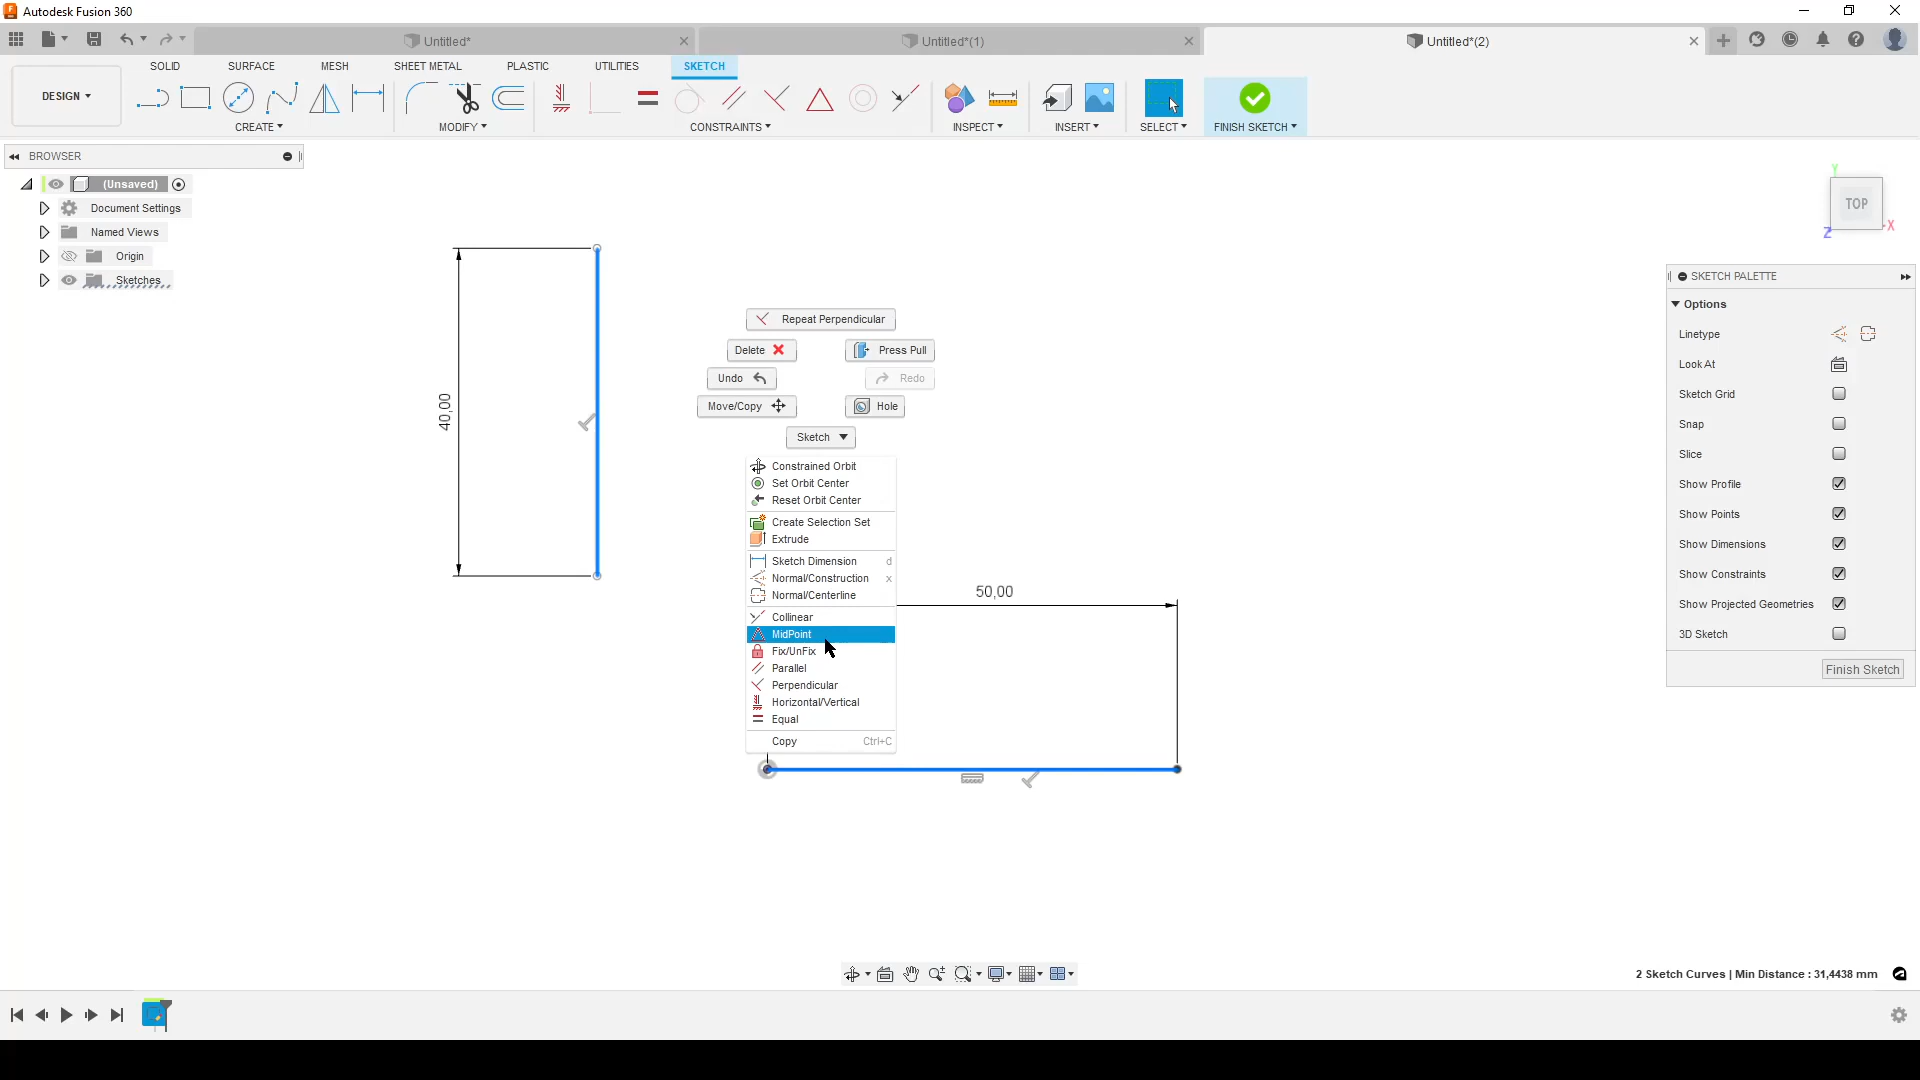 Autodesk Fusion 360
Untitled*
Untitled*(1)
Untitled*(2)
SOLID SURFACE MESH SHEET METAL PLASTIC UTILITIES SKETCH
DESIGN
CREATE MODIFY CONSTRAINTS INSPECT INSERT SELECT FINISH SKETCH
BROWSER
(Unsaved)
Document Settings
Named Views
Origin
Sketches
Y
TOP
X
Z
40,00
Repeat Perpendicular
Delete
Press Pull
Undo
Redo
Move/Copy
Hole
Sketch
Constrained Orbit
Set Orbit Center
Reset Orbit Center
Create Selection Set
Extrude
Sketch Dimension d
Normal/Construction x
Normal/Centerline
Collinear
MidPoint
Fix/UnFix
Parallel
Perpendicular
Horizontal/Vertical
Equal
Copy Ctrl+C
50,00
SKETCH PALETTE
Options
Linetype
Look At
Sketch Grid
Snap
Slice
Show Profile
Show Points
Show Dimensions
Show Constraints
Show Projected Geometries
3D Sketch
Finish Sketch
2 Sketch Curves | Min Distance : 31,4438 mm